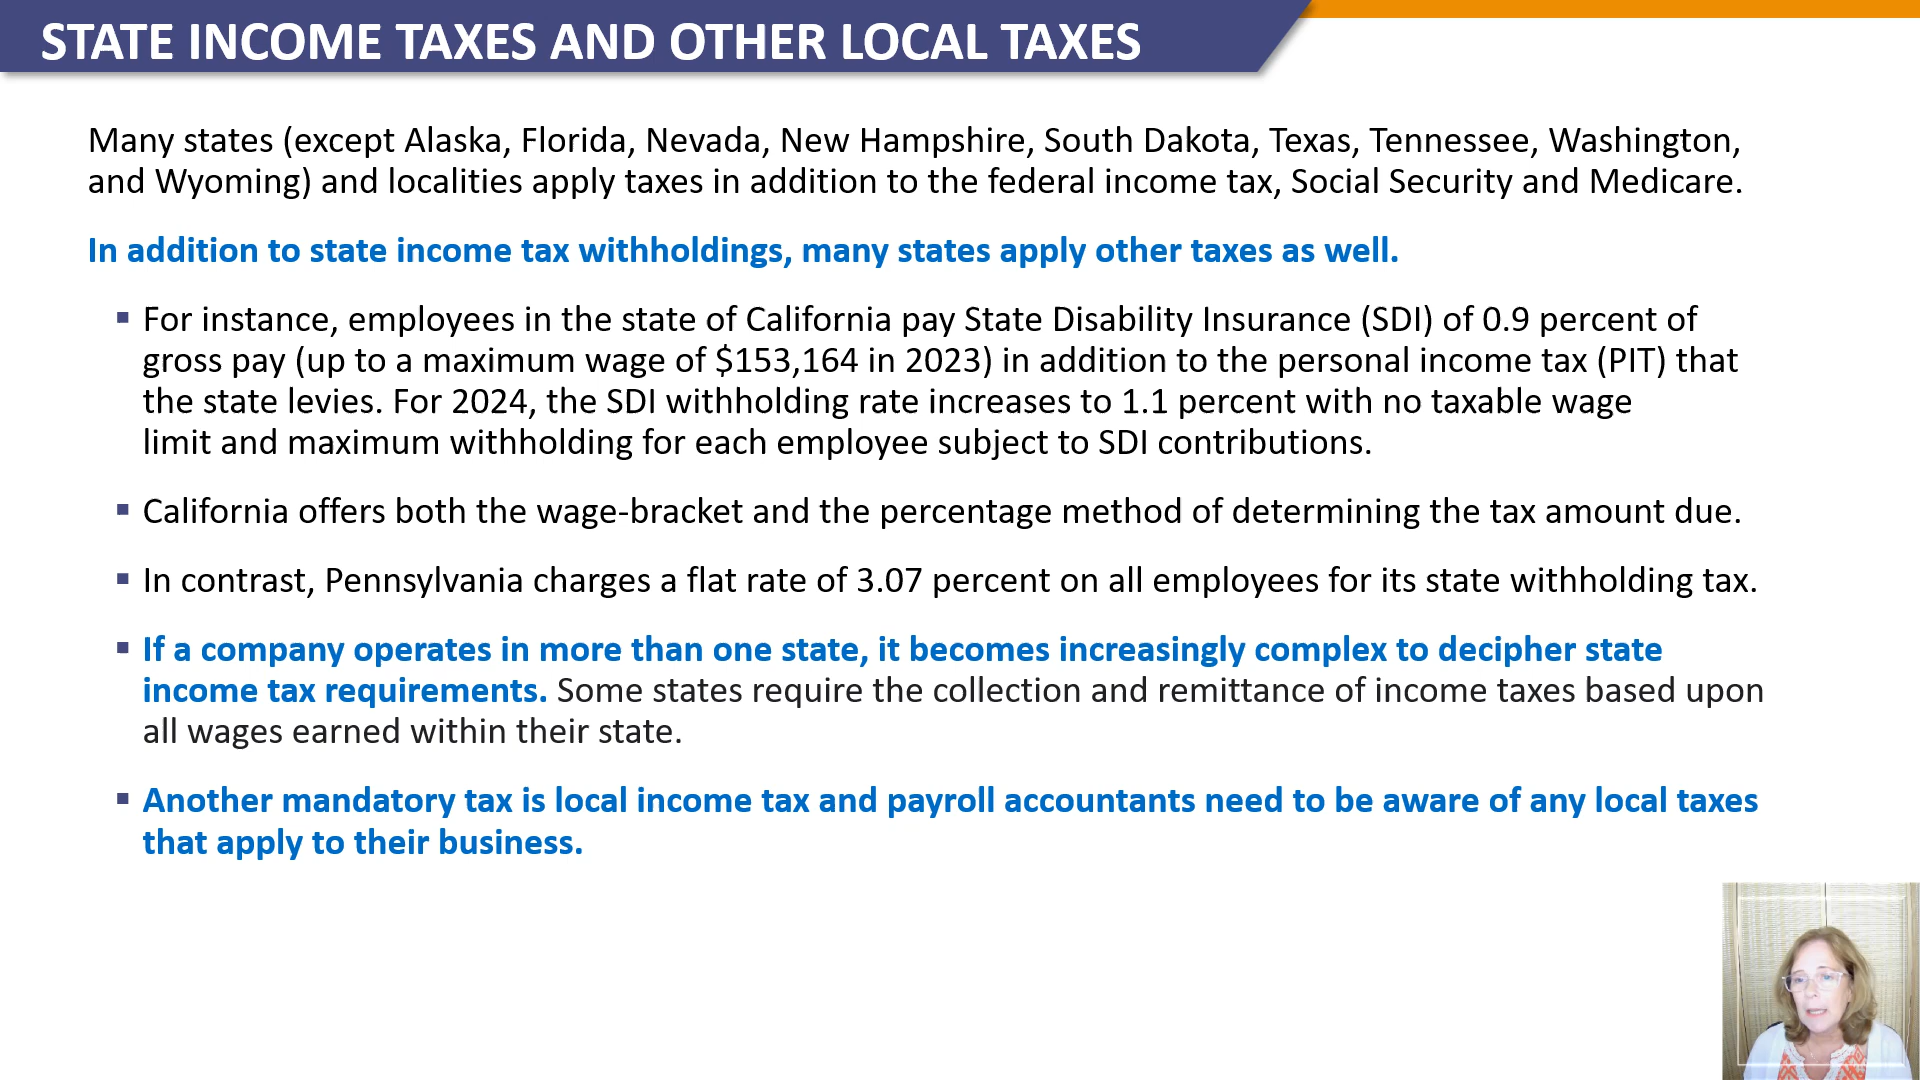 STATE INCOME TAXES AND OTHER LOCAL TAXES
Many states (except Alaska, Florida, Nevada, New Hampshire, South Dakota, Texas, Tennessee, Washington,
and Wyoming) and localities apply taxes in addition to the federal income tax, Social Security and Medicare.
In addition to state income tax withholdings, many states apply other taxes as well.
▪ For instance, employees in the state of California pay State Disability Insurance (SDI) of 0.9 percent of
gross pay (up to a maximum wage of $153,164 in 2023) in addition to the personal income tax (PIT) that
the state levies. For 2024, the SDI withholding rate increases to 1.1 percent with no taxable wage
limit and maximum withholding for each employee subject to SDI contributions.
▪ California offers both the wage-bracket and the percentage method of determining the tax amount due.
▪ In contrast, Pennsylvania charges a flat rate of 3.07 percent on all employees for its state withholding tax.
▪ If a company operates in more than one state, it becomes increasingly complex to decipher state
income tax requirements. Some states require the collection and remittance of income taxes based upon
all wages earned within their state.
▪ Another mandatory tax is local income tax and payroll accountants need to be aware of any local taxes
that apply to their business.